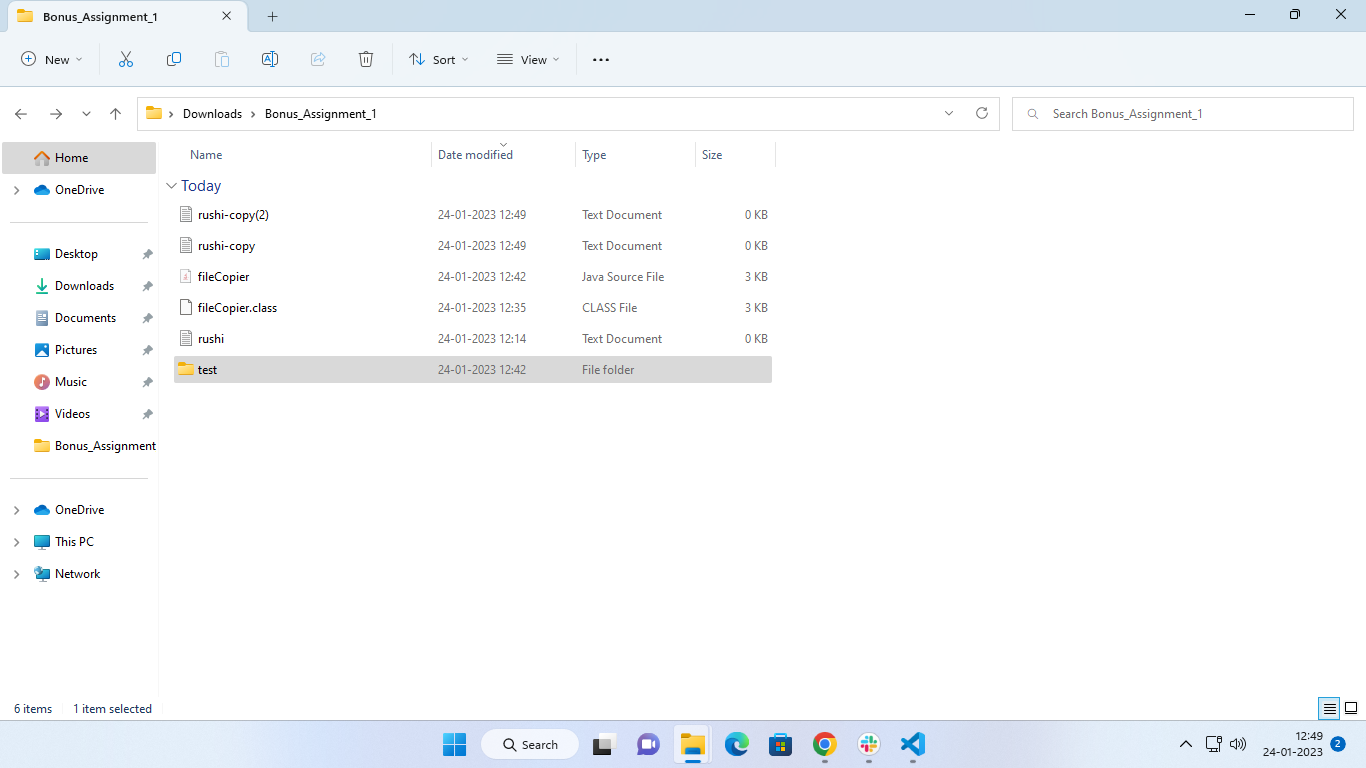 Bonus_Assignment_1
New
Sort
View
Downloads
Bonus_Assignment_1
Search Bonus_Assignment_1
Home
OneDrive
Desktop
Downloads
Documents
Pictures
Music
Videos
Bonus_Assignment
OneDrive
This PC
Network
Name Date modified Type Size
Today
rushi-copy(2) 24-01-2023 12:49 Text Document 0 KB
rushi-copy 24-01-2023 12:49 Text Document 0 KB
fileCopier 24-01-2023 12:42 Java Source File 3 KB
fileCopier.class 24-01-2023 12:35 CLASS File 3 KB
rushi 24-01-2023 12:14 Text Document 0 KB
test 24-01-2023 12:42 File folder
6 items 1 item selected
Search
12:49
24-01-2023
2